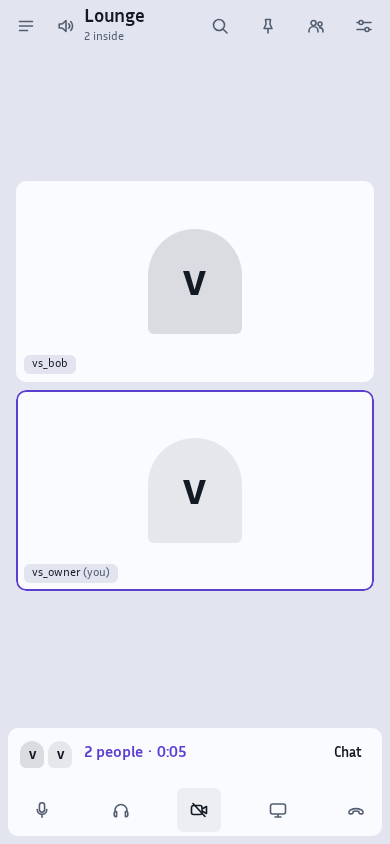 Lounge
2 inside
V
vs_bob
V
vs_owner (you)
V V 2 people · 0:05 Chat